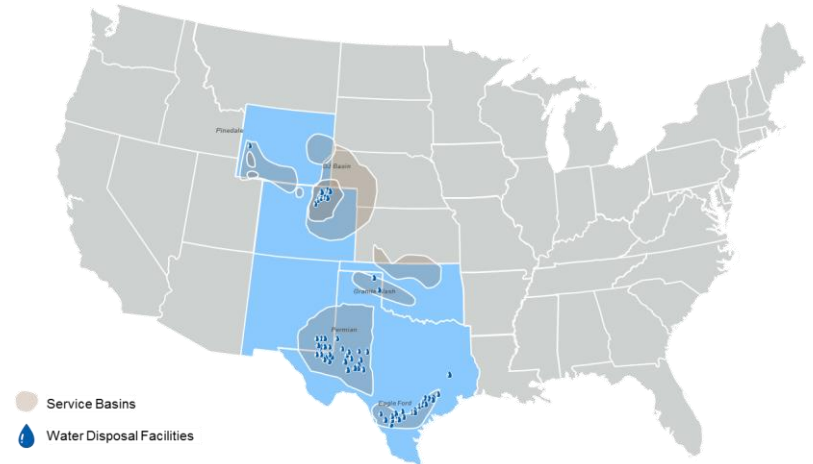 Pinedale
DJ Basin
Granite Wash
Permian
Eagle Ford
Service Basins
Water Disposal Facilities